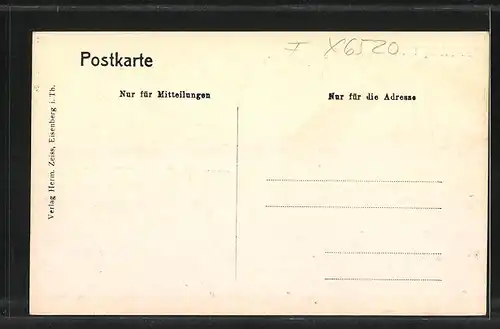 I X6520
Postkarte
Nur für Mitteilungen
Nur für die Adresse
Verlag Herm. Zeiss, Eisenberg i. Th.